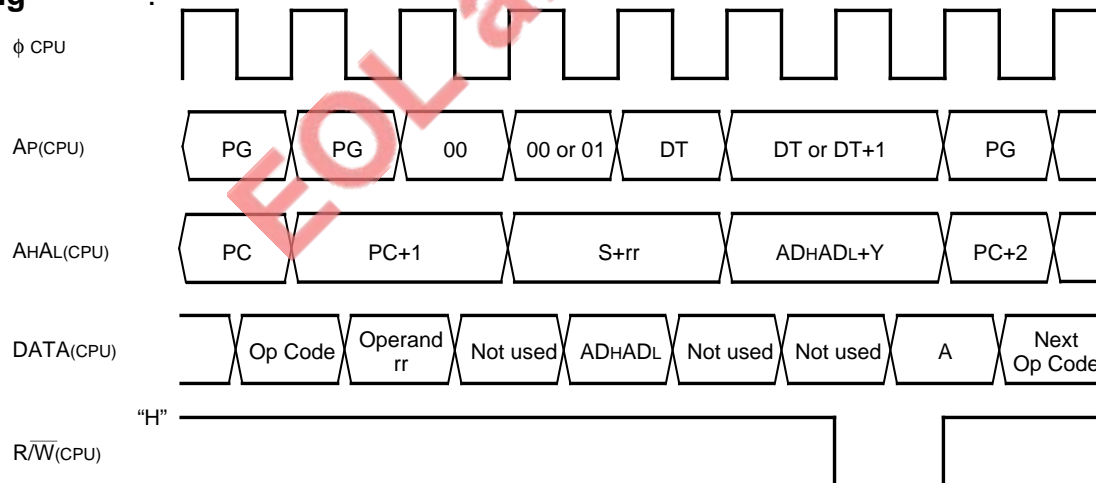 ng :
ϕ CPU
AP(CPU) PG PG 00 00 or 01 DT DT or DT+1 PG
AHAL(CPU) PC PC+1 S+rr ADHADL+Y PC+2
DATA(CPU) Op Code Operand rr Not used ADHADL Not used Not used A Next Op Code
“H”
R/W̅(CPU)
EOL a